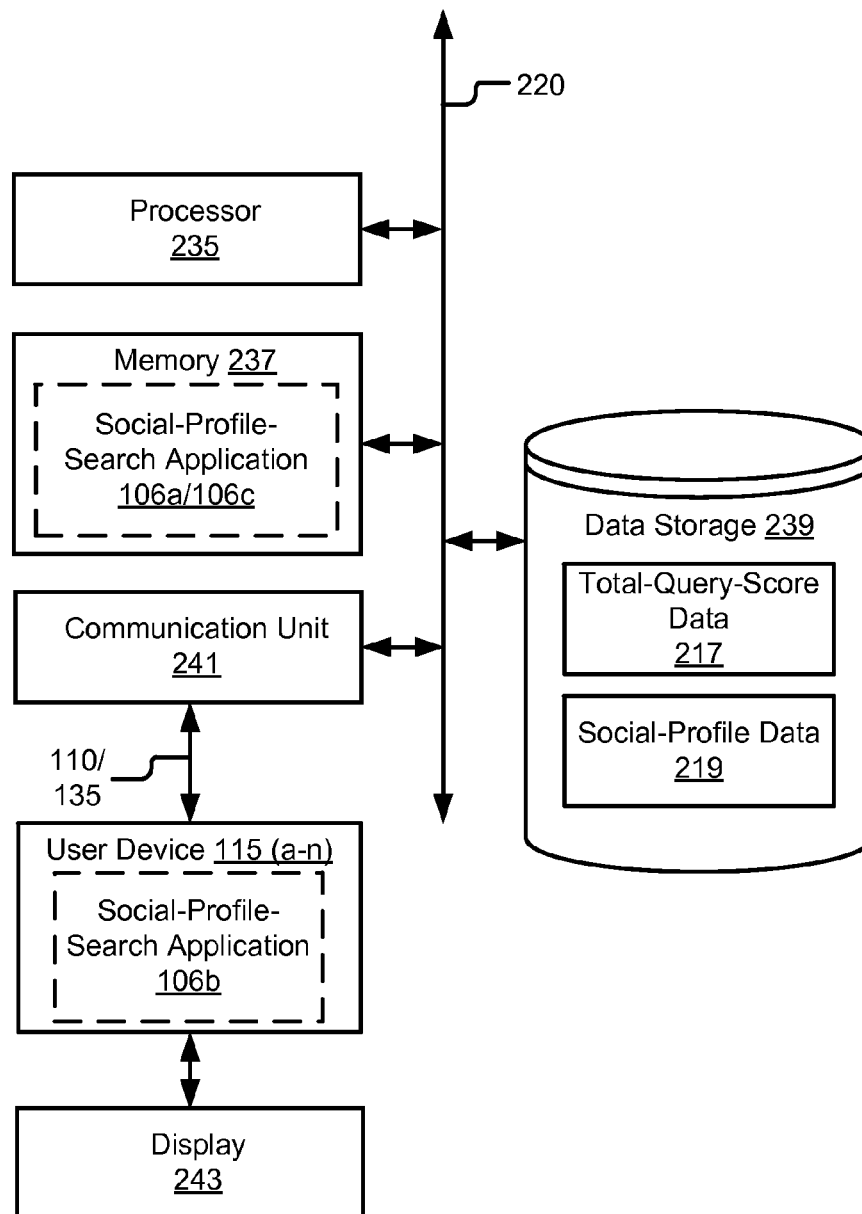 220
Processor
235
Memory 237
Social-Profile-
Search Application
106a/106c
Data Storage 239
Total-Query-Score
Data
217
Social-Profile Data
219
Communication Unit
241
110/
135
User Device 115 (a-n)
Social-Profile-
Search Application
106b
Display
243